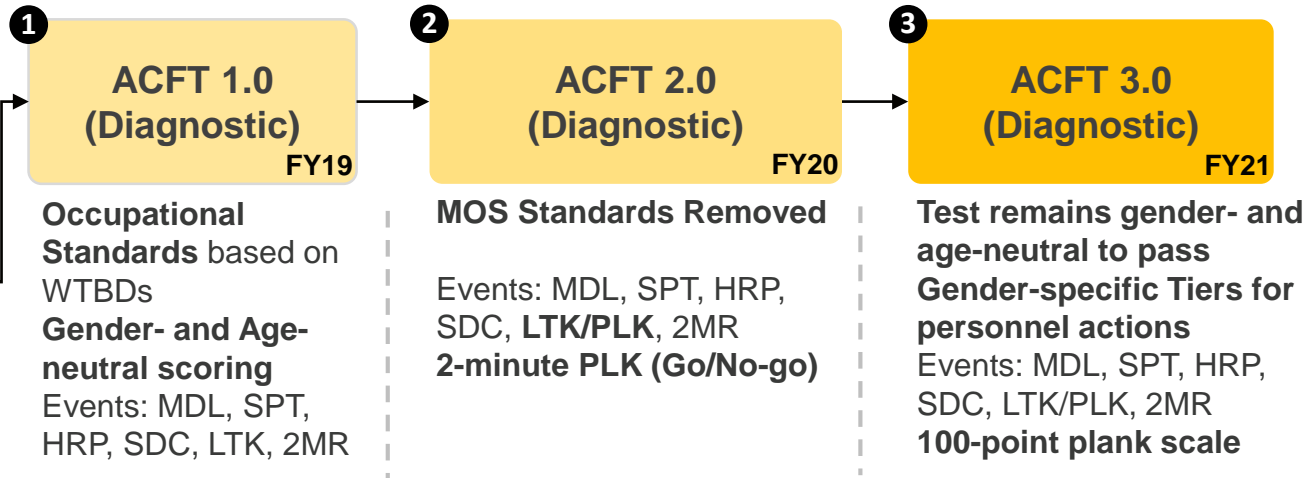 1
ACFT 1.0
(Diagnostic)
FY19
Occupational
Standards based on
WTBDs
Gender- and Age-
neutral scoring
Events: MDL, SPT,
HRP, SDC, LTK, 2MR
2
ACFT 2.0
(Diagnostic)
FY20
MOS Standards Removed
Events: MDL, SPT, HRP,
SDC, LTK/PLK, 2MR
2-minute PLK (Go/No-go)
3
ACFT 3.0
(Diagnostic)
FY21
Test remains gender- and
age-neutral to pass
Gender-specific Tiers for
personnel actions
Events: MDL, SPT, HRP,
SDC, LTK/PLK, 2MR
100-point plank scale